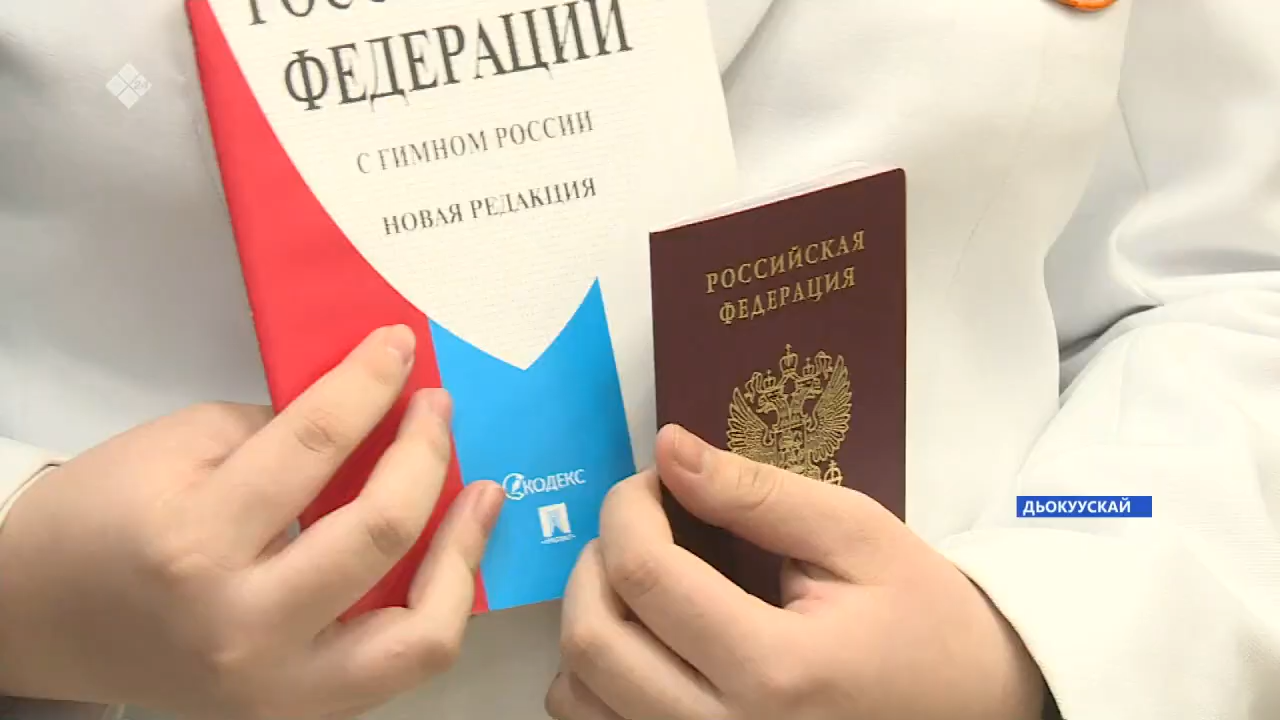 ФЕДЕРАЦИИ
С ГИМНОМ РОССИИ
НОВАЯ РЕДАКЦИЯ
КОДЕКС
РОССИЙСКАЯ
ФЕДЕРАЦИЯ
ДЬОКУУСКАЙ